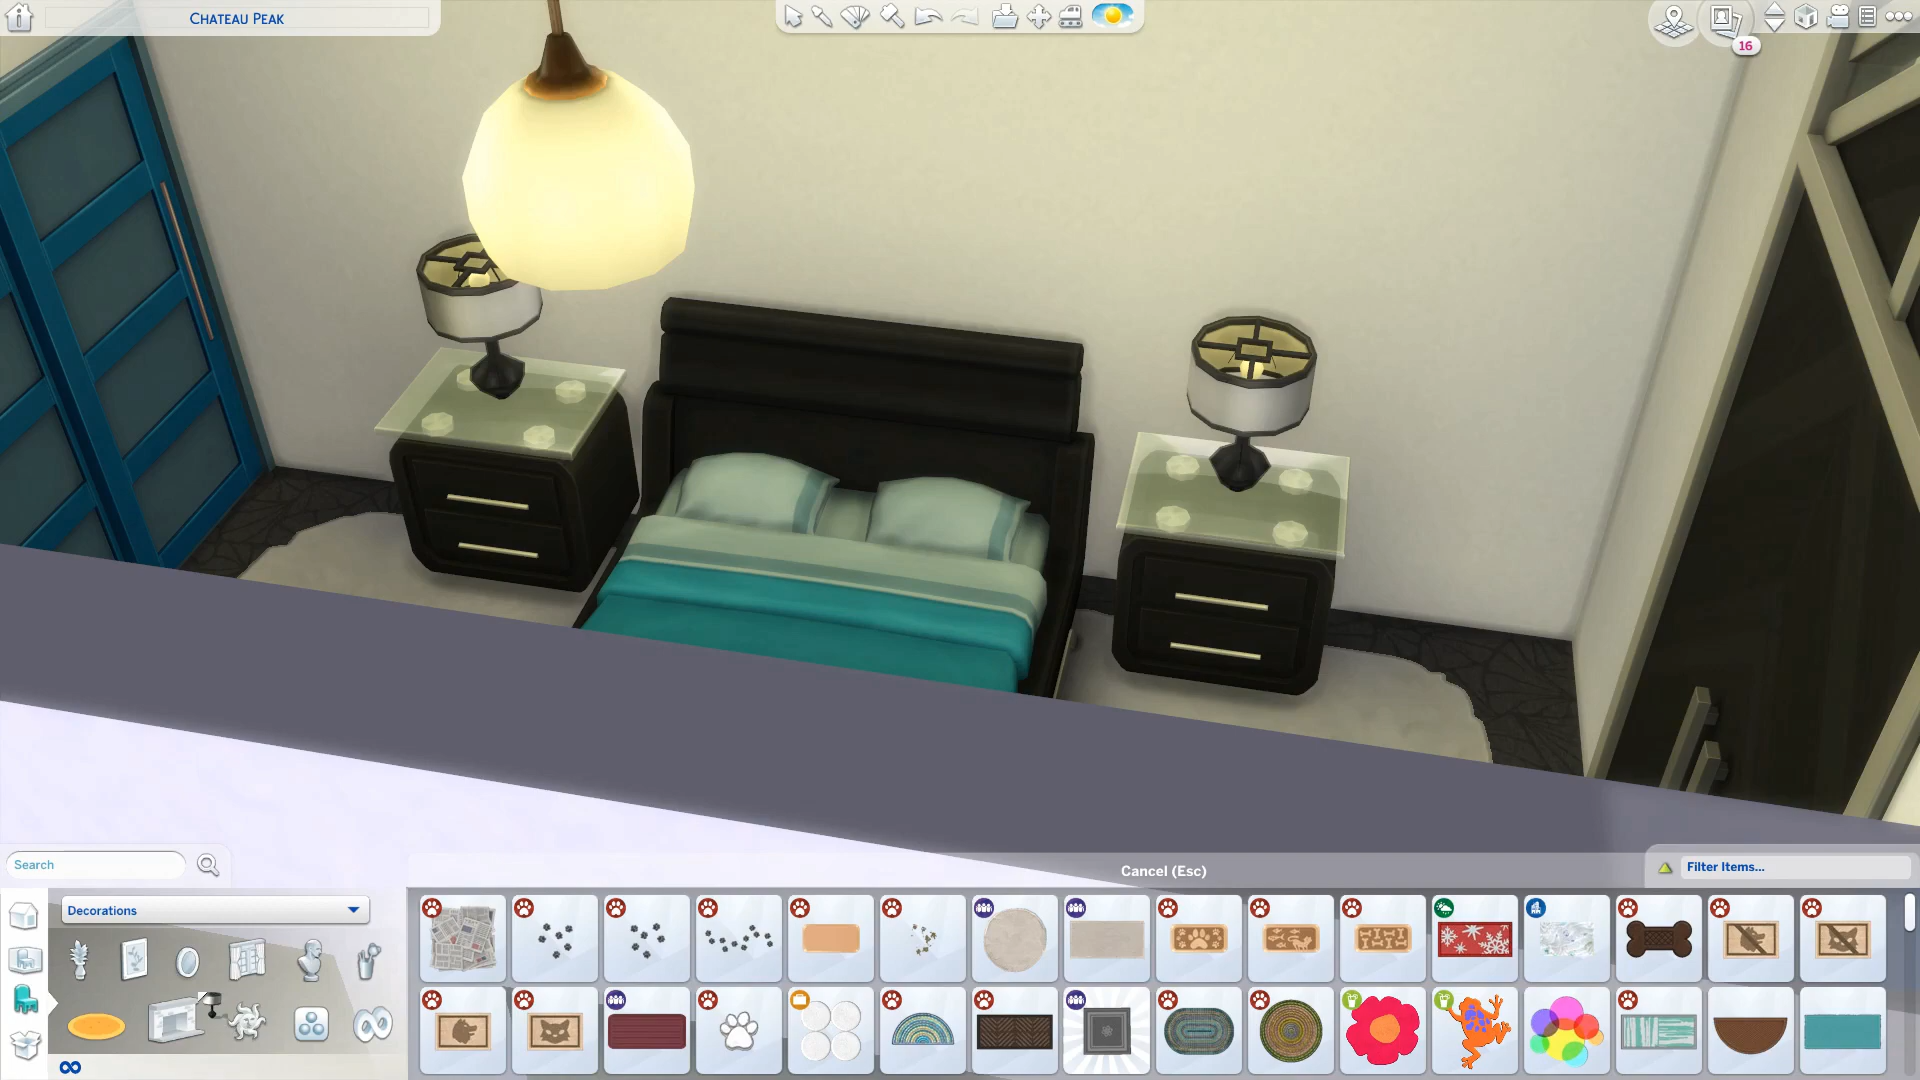 CHATEAU PEAK
16
Search
Cancel (Esc)
Filter Items...
Decorations